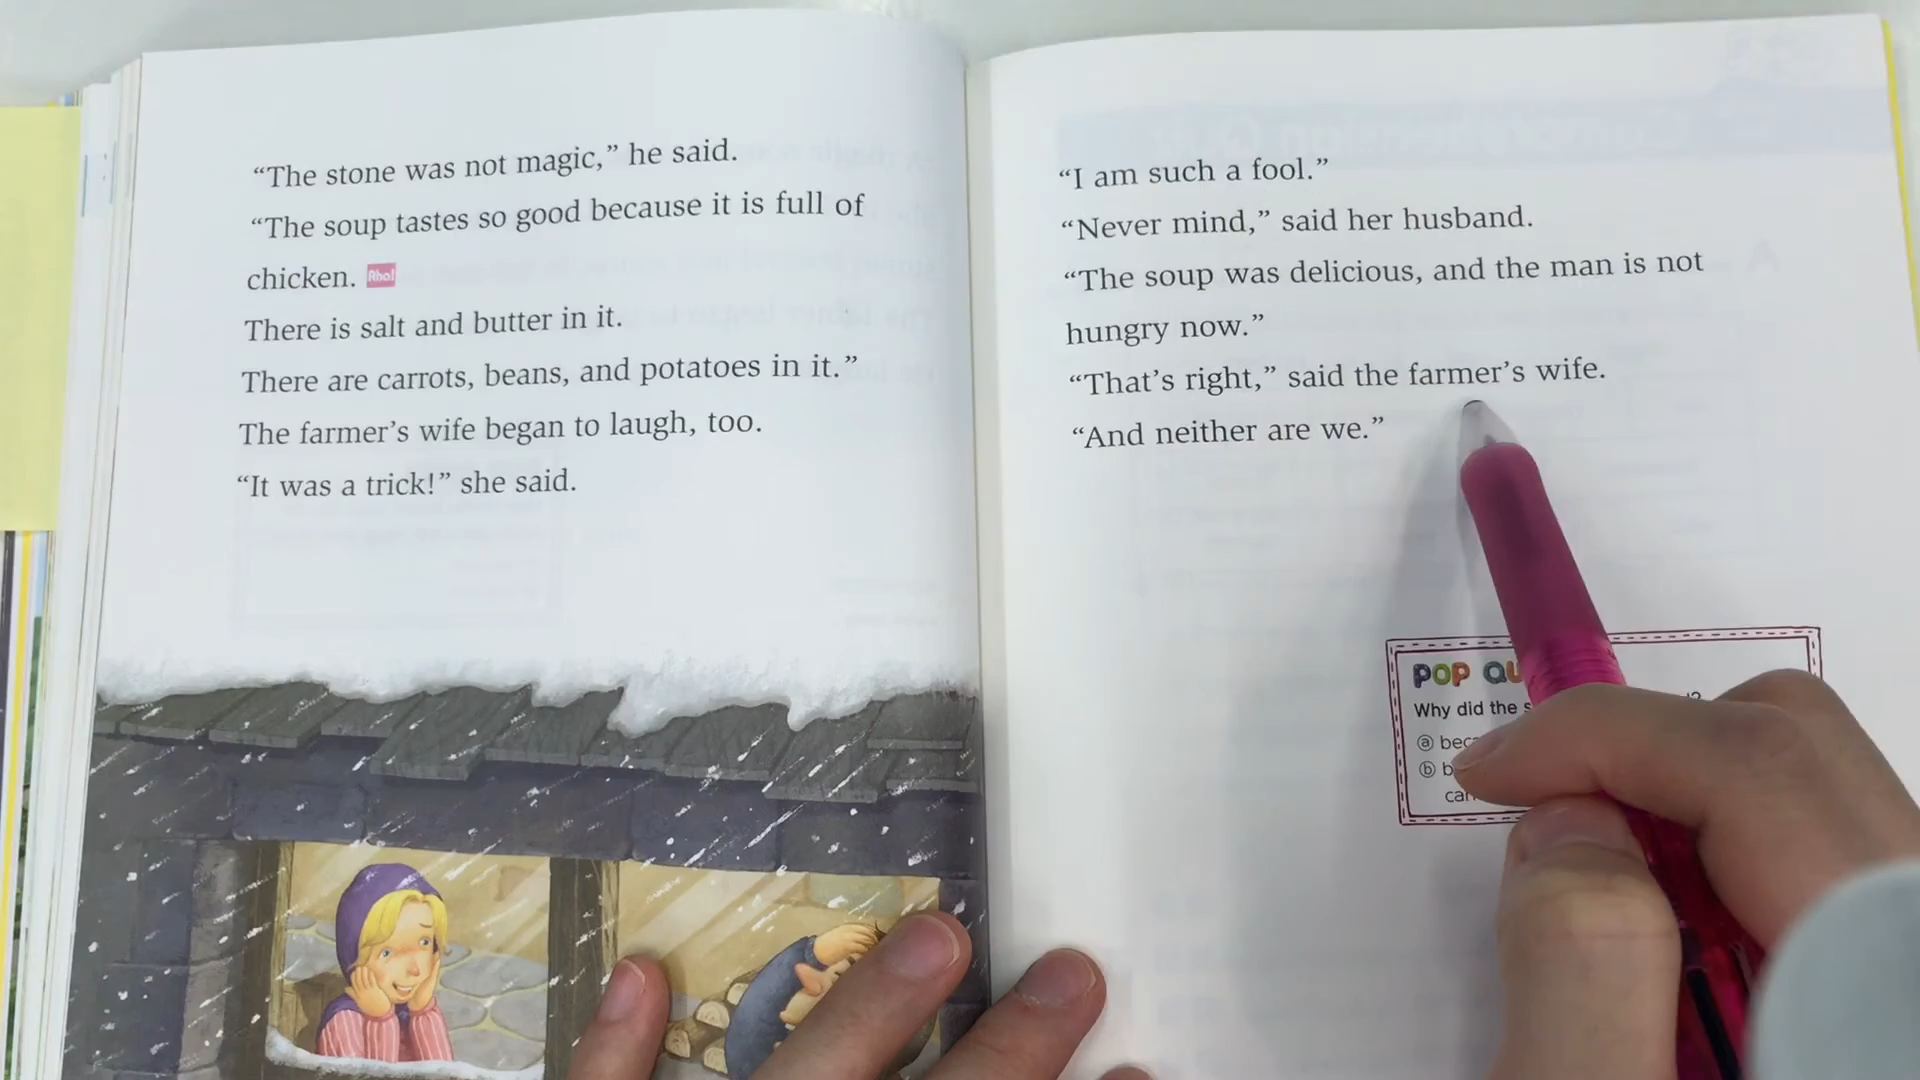 “The stone was not magic,” he said.
“The soup tastes so good because it is full of
chicken. Aha!
There is salt and butter in it.
There are carrots, beans, and potatoes in it.”
The farmer’s wife began to laugh, too.
“It was a trick!” she said.
“I am such a fool.”
“Never mind,” said her husband.
“The soup was delicious, and the man is not
hungry now.”
“That’s right,” said the farmer’s wife.
“And neither are we.”
POP
Why did the
ⓐ
ⓑ